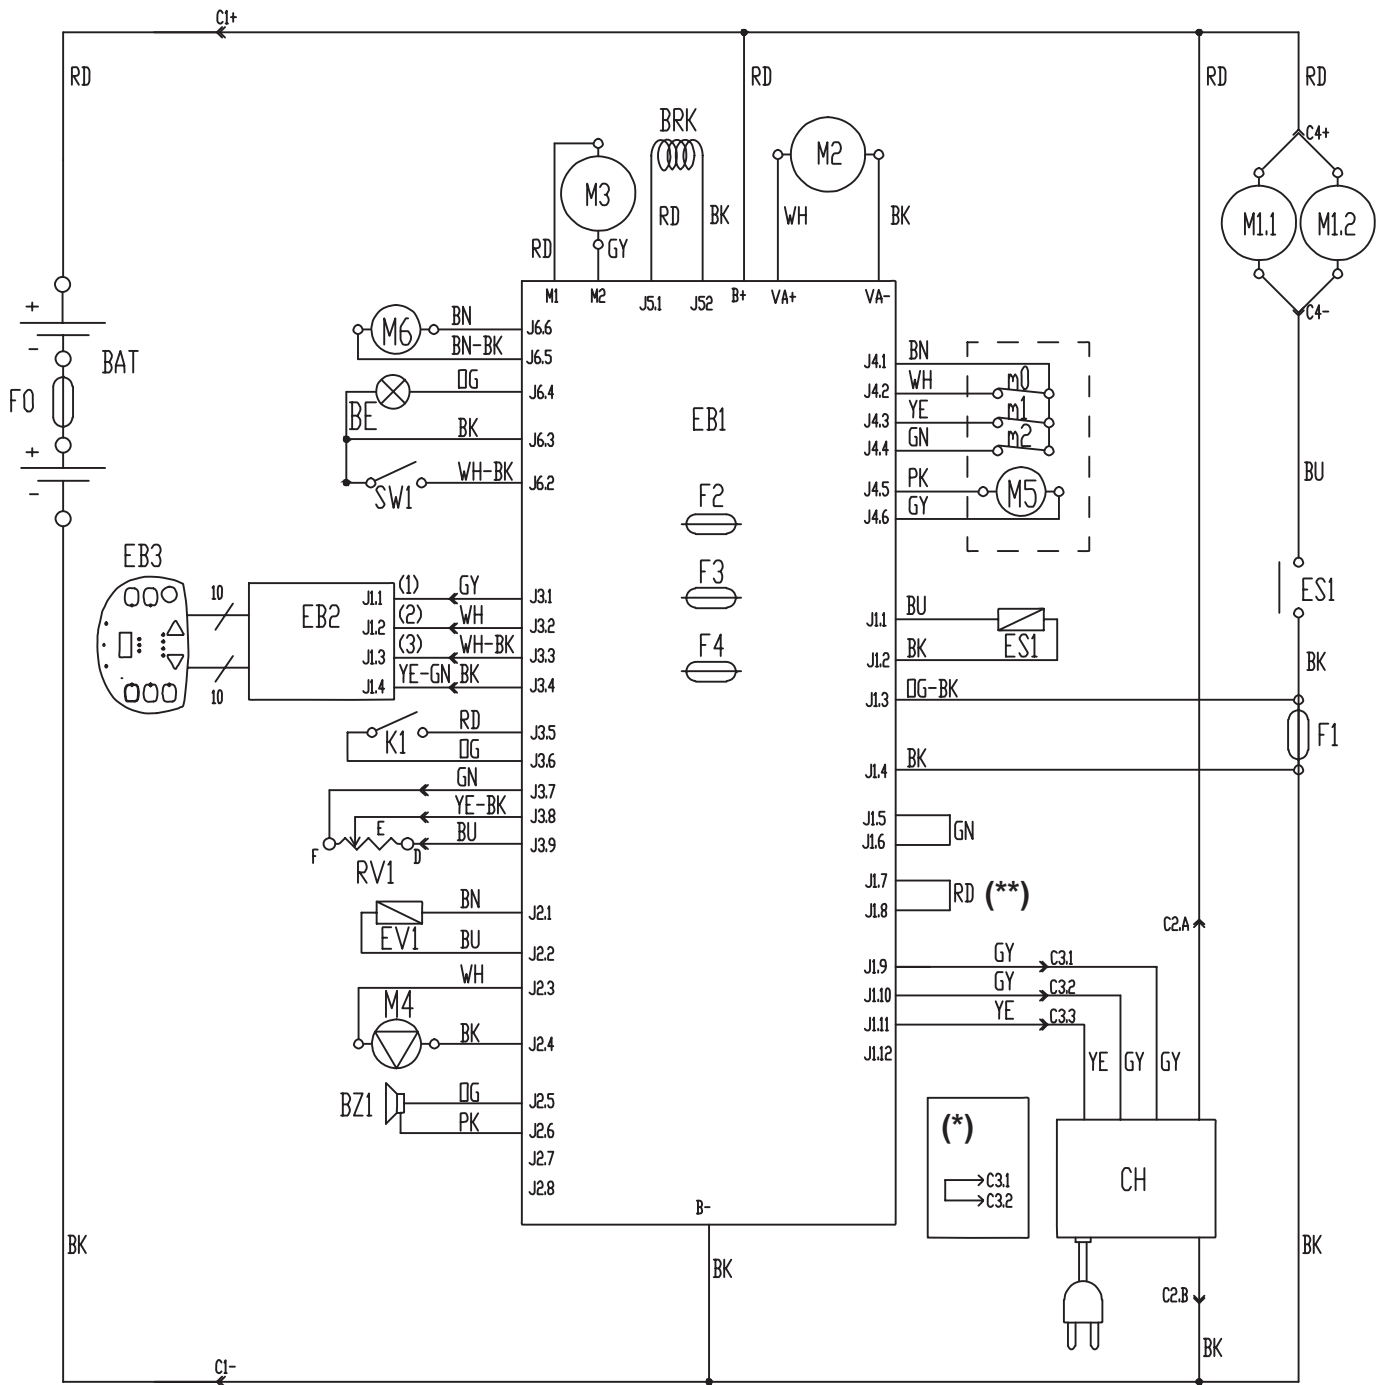 C1+
RD
RD
RD
RD
BRK
M3
M2
C4+
M1.1
M1.2
C4-
RD
GY
RD
BK
WH
BK
M1
M2
J5.1
J5.2
B+
VA+
VA-
+
-
BAT
F0
+
-
M6
BN
J6.6
BN-BK
J6.5
OG
J6.4
BE
BK
J6.3
WH-BK
J6.2
SW1
EB1
F2
F3
F4
BN
J4.1
WH
J4.2
m0
YE
J4.3
m1
GN
J4.4
m2
PK
J4.5
M5
GY
J4.6
BU
ES1
BK
EB3
10
10
EB2
J1.1
(1)
GY
J3.1
J1.2
(2)
WH
J3.2
J1.3
(3)
WH-BK
J3.3
J1.4
YE-GN
BK
J3.4
K1
RD
J3.5
OG
J3.6
GN
J3.7
YE-BK
J3.8
BU
J3.9
F
E
D
RV1
BN
J2.1
EV1
BU
J2.2
WH
J2.3
M4
BK
J2.4
BZ1
OG
J2.5
PK
J2.6
J2.7
J2.8
BU
J1.1
ES1
BK
J1.2
OG-BK
J1.3
F1
BK
J1.4
J1.5
J1.6
GN
J1.7
J1.8
RD
(**)
C2.A
GY
J1.9
C3.1
GY
J1.10
C3.2
YE
J1.11
C3.3
J1.12
YE
GY
GY
(*)
C3.1
C3.2
CH
B-
BK
BK
BK
C2.B
BK
C1-